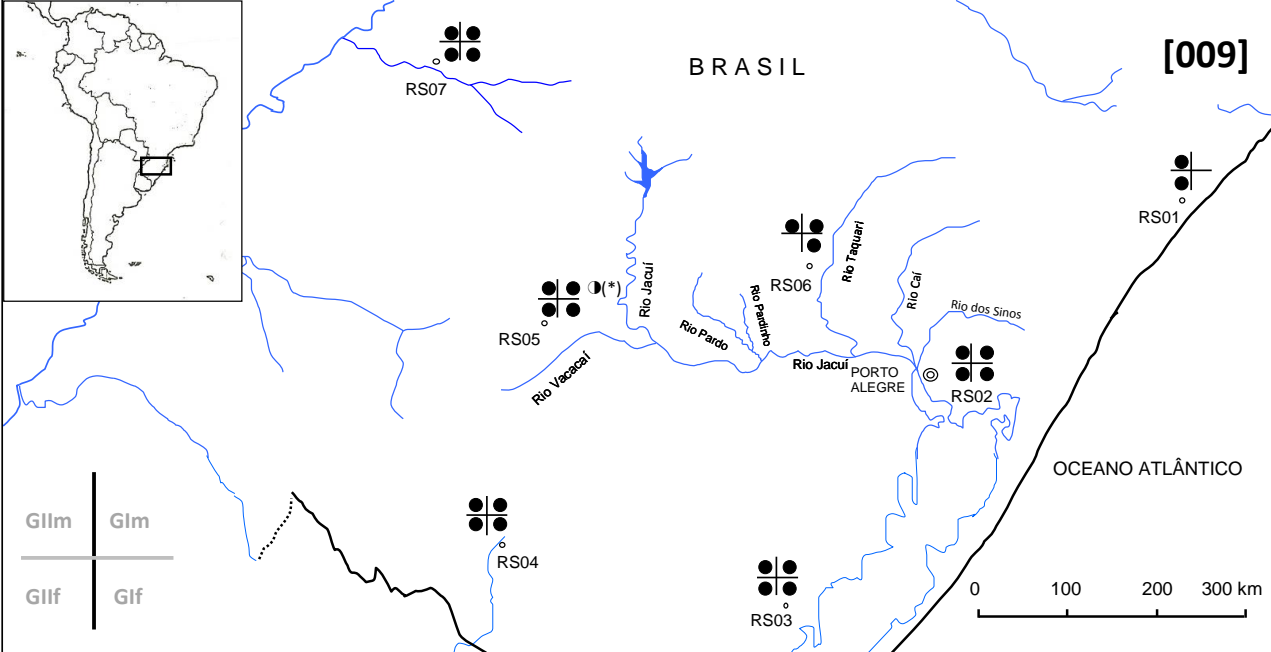 [009]
BRASIL
RS07
RS01
Rio Taquari
RS06
Rio Caí
Rio Jacuí
(*)
RS05
Rio Pardinho
Rio dos Sinos
Rio Pardo
Rio Vacacaí
Rio Jacuí
PORTO
ALEGRE
RS02
OCEANO ATLÂNTICO
GIIm GIm
GIIf GIf
RS04
RS03
0 100 200 300 km